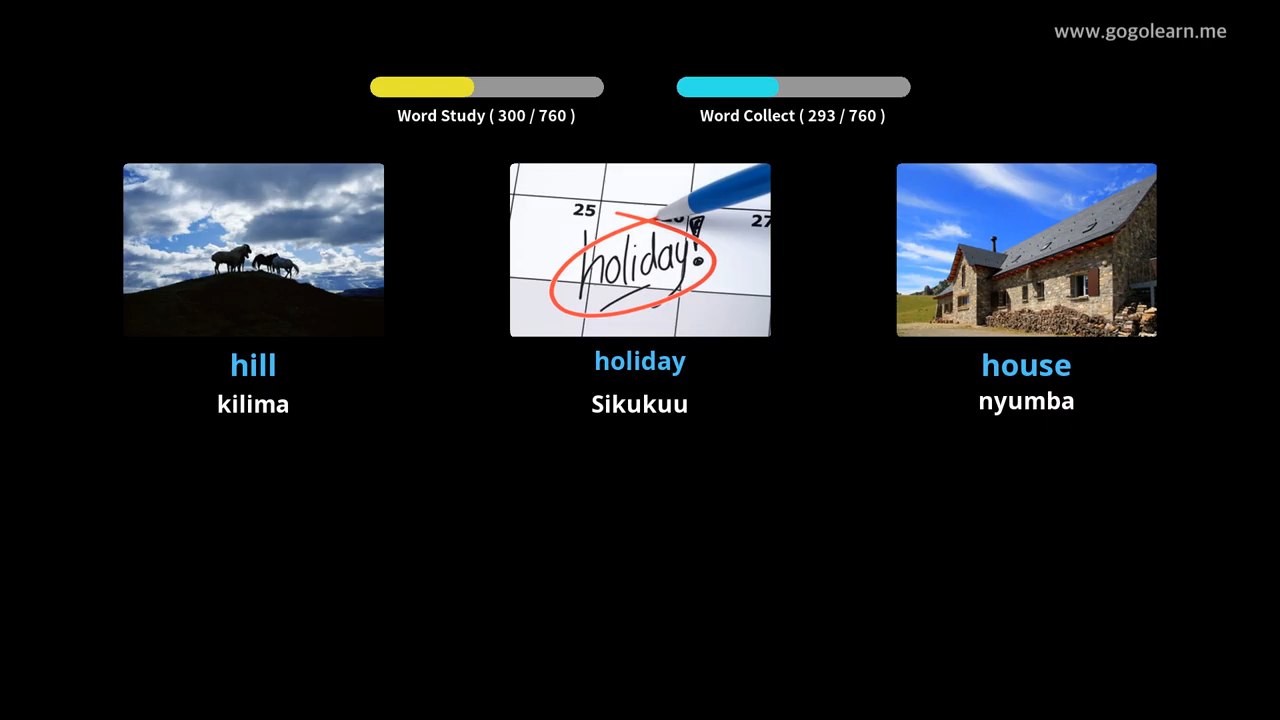 www.gogolearn.me
Word Study ( 300 / 760 )
Word Collect ( 293 / 760 )
25
27
holiday!
hill
holiday
house
kilima
Sikukuu
nyumba